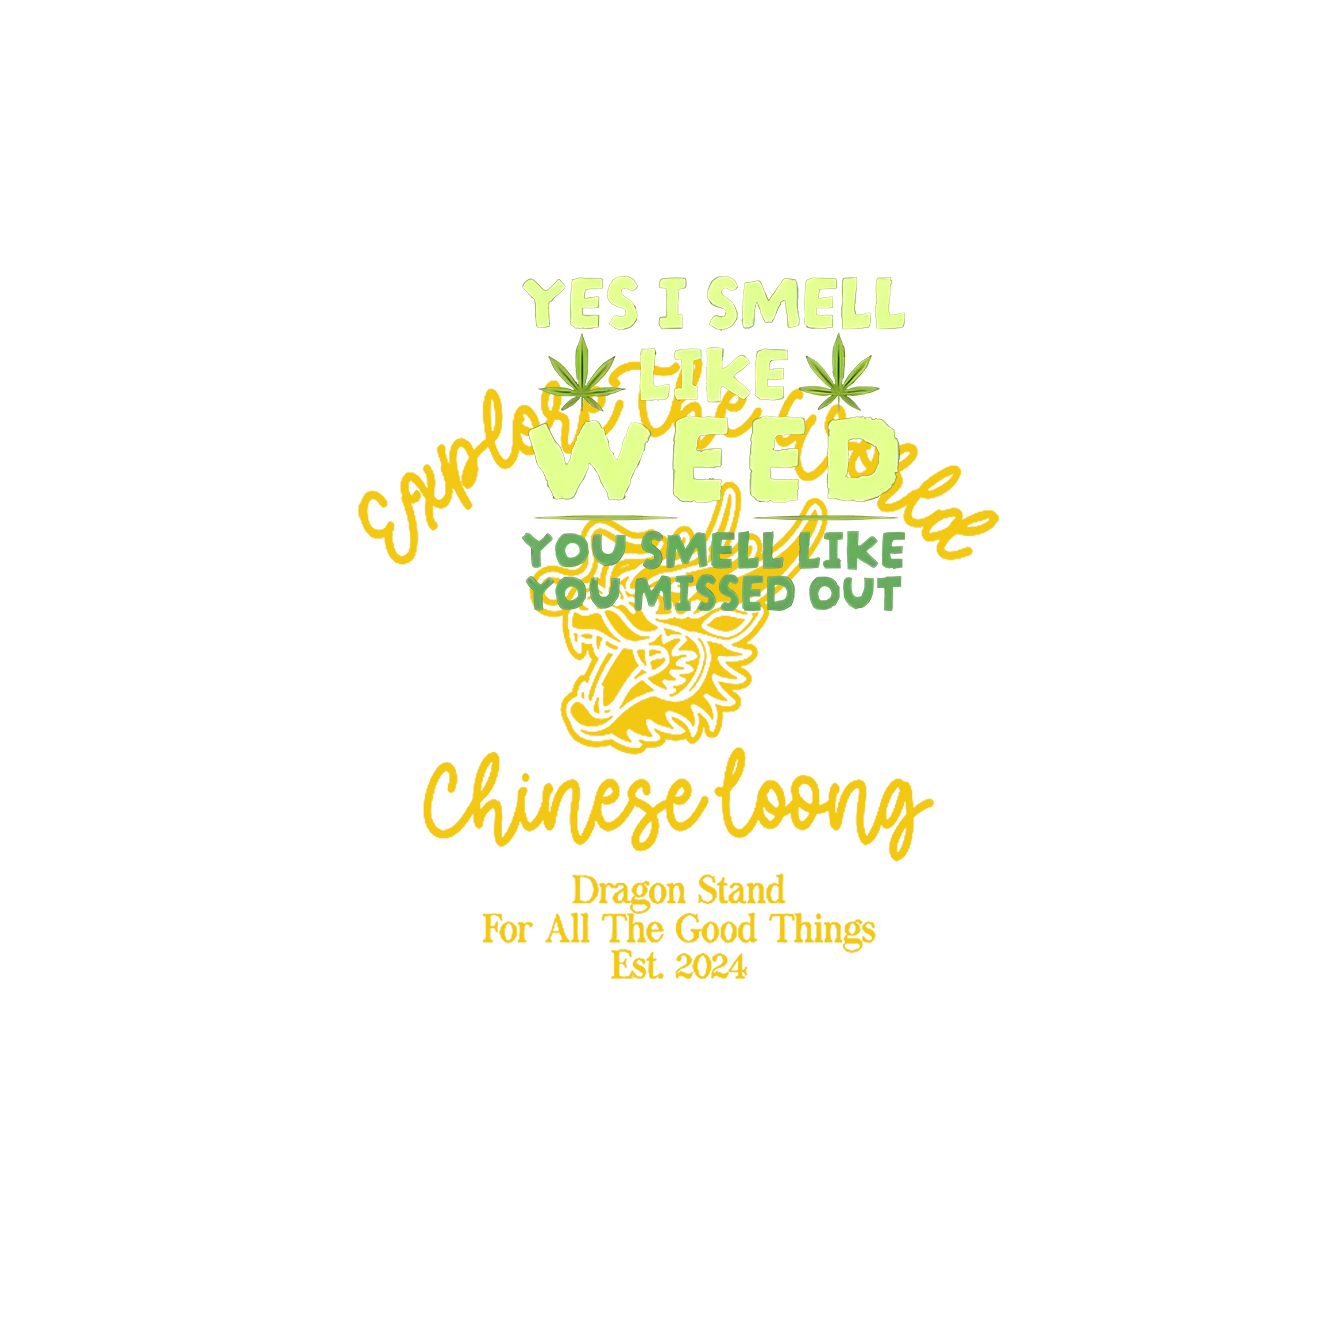 YES I SMELL
LIKE
WEED
Explore the world
YOU SMELL LIKE
YOU MISSED OUT
Chinese loong
Dragon Stand
For All The Good Things
Est. 2024